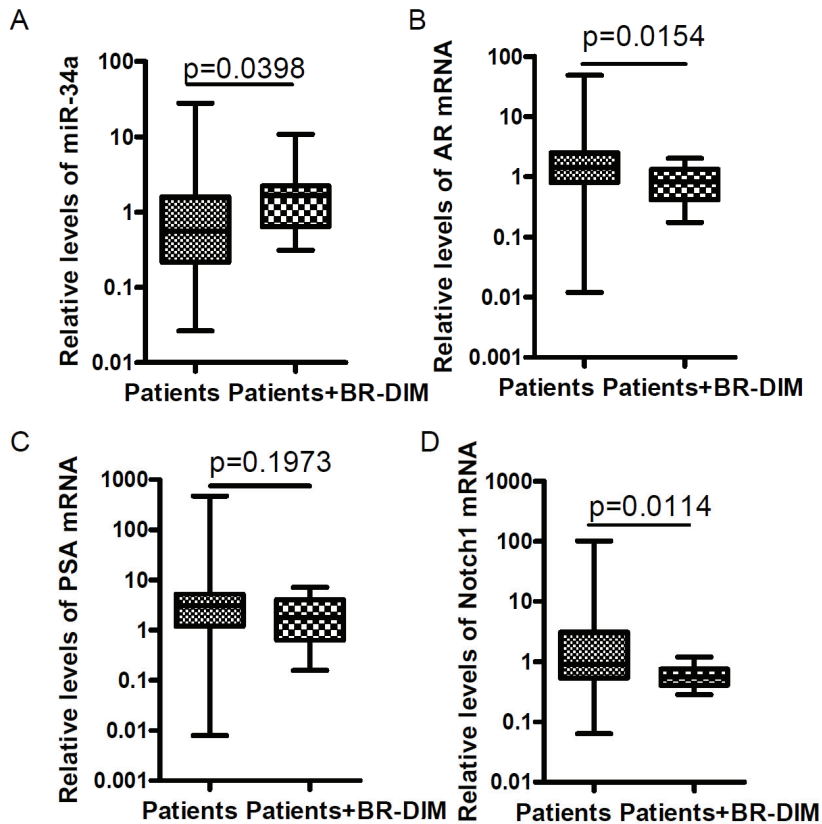 A
Relative levels of miR-34a
100
10
1
0.1
0.01
p=0.0398
Patients Patients+BR-DIM
B
Relative levels of AR mRNA
100
10
1
0.1
0.01
0.001
p=0.0154
Patients Patients+BR-DIM
C
Relative levels of PSA mRNA
1000
100
10
1
0.1
0.01
0.001
p=0.1973
Patients Patients+BR-DIM
D
Relative levels of Notch1 mRNA
1000
100
10
1
0.1
0.01
p=0.0114
Patients Patients+BR-DIM